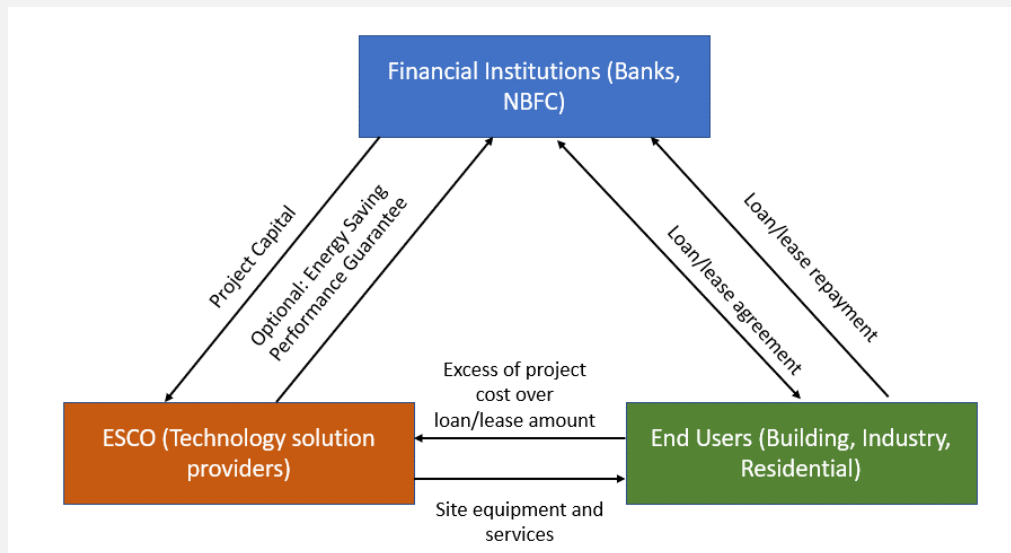 Financial Institutions (Banks,
NBFC)
Project Capital
Optional: Energy Saving
Performance Guarantee
Loan/lease agreement
Loan/lease repayment
Excess of project
cost over
loan/lease amount
ESCO (Technology solution
providers)
End Users (Building, Industry,
Residential)
Site equipment and
services